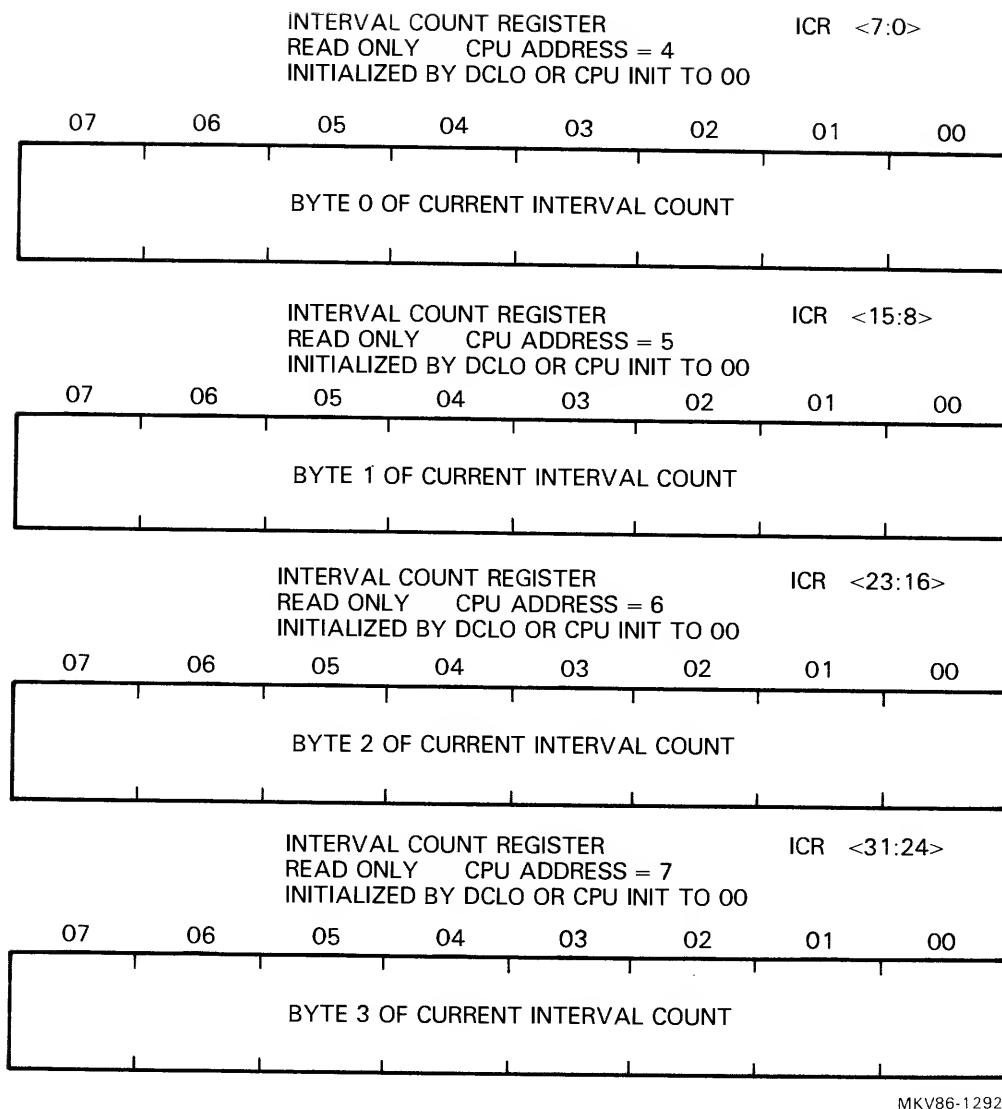 INTERVAL COUNT REGISTER ICR <7:0>
READ ONLY CPU ADDRESS = 4
INITIALIZED BY DCLO OR CPU INIT TO 00
07 06 05 04 03 02 01 00
BYTE 0 OF CURRENT INTERVAL COUNT
INTERVAL COUNT REGISTER ICR <15:8>
READ ONLY CPU ADDRESS = 5
INITIALIZED BY DCLO OR CPU INIT TO 00
07 06 05 04 03 02 01 00
BYTE 1 OF CURRENT INTERVAL COUNT
INTERVAL COUNT REGISTER ICR <23:16>
READ ONLY CPU ADDRESS = 6
INITIALIZED BY DCLO OR CPU INIT TO 00
07 06 05 04 03 02 01 00
BYTE 2 OF CURRENT INTERVAL COUNT
INTERVAL COUNT REGISTER ICR <31:24>
READ ONLY CPU ADDRESS = 7
INITIALIZED BY DCLO OR CPU INIT TO 00
07 06 05 04 03 02 01 00
BYTE 3 OF CURRENT INTERVAL COUNT
MKV86-1292